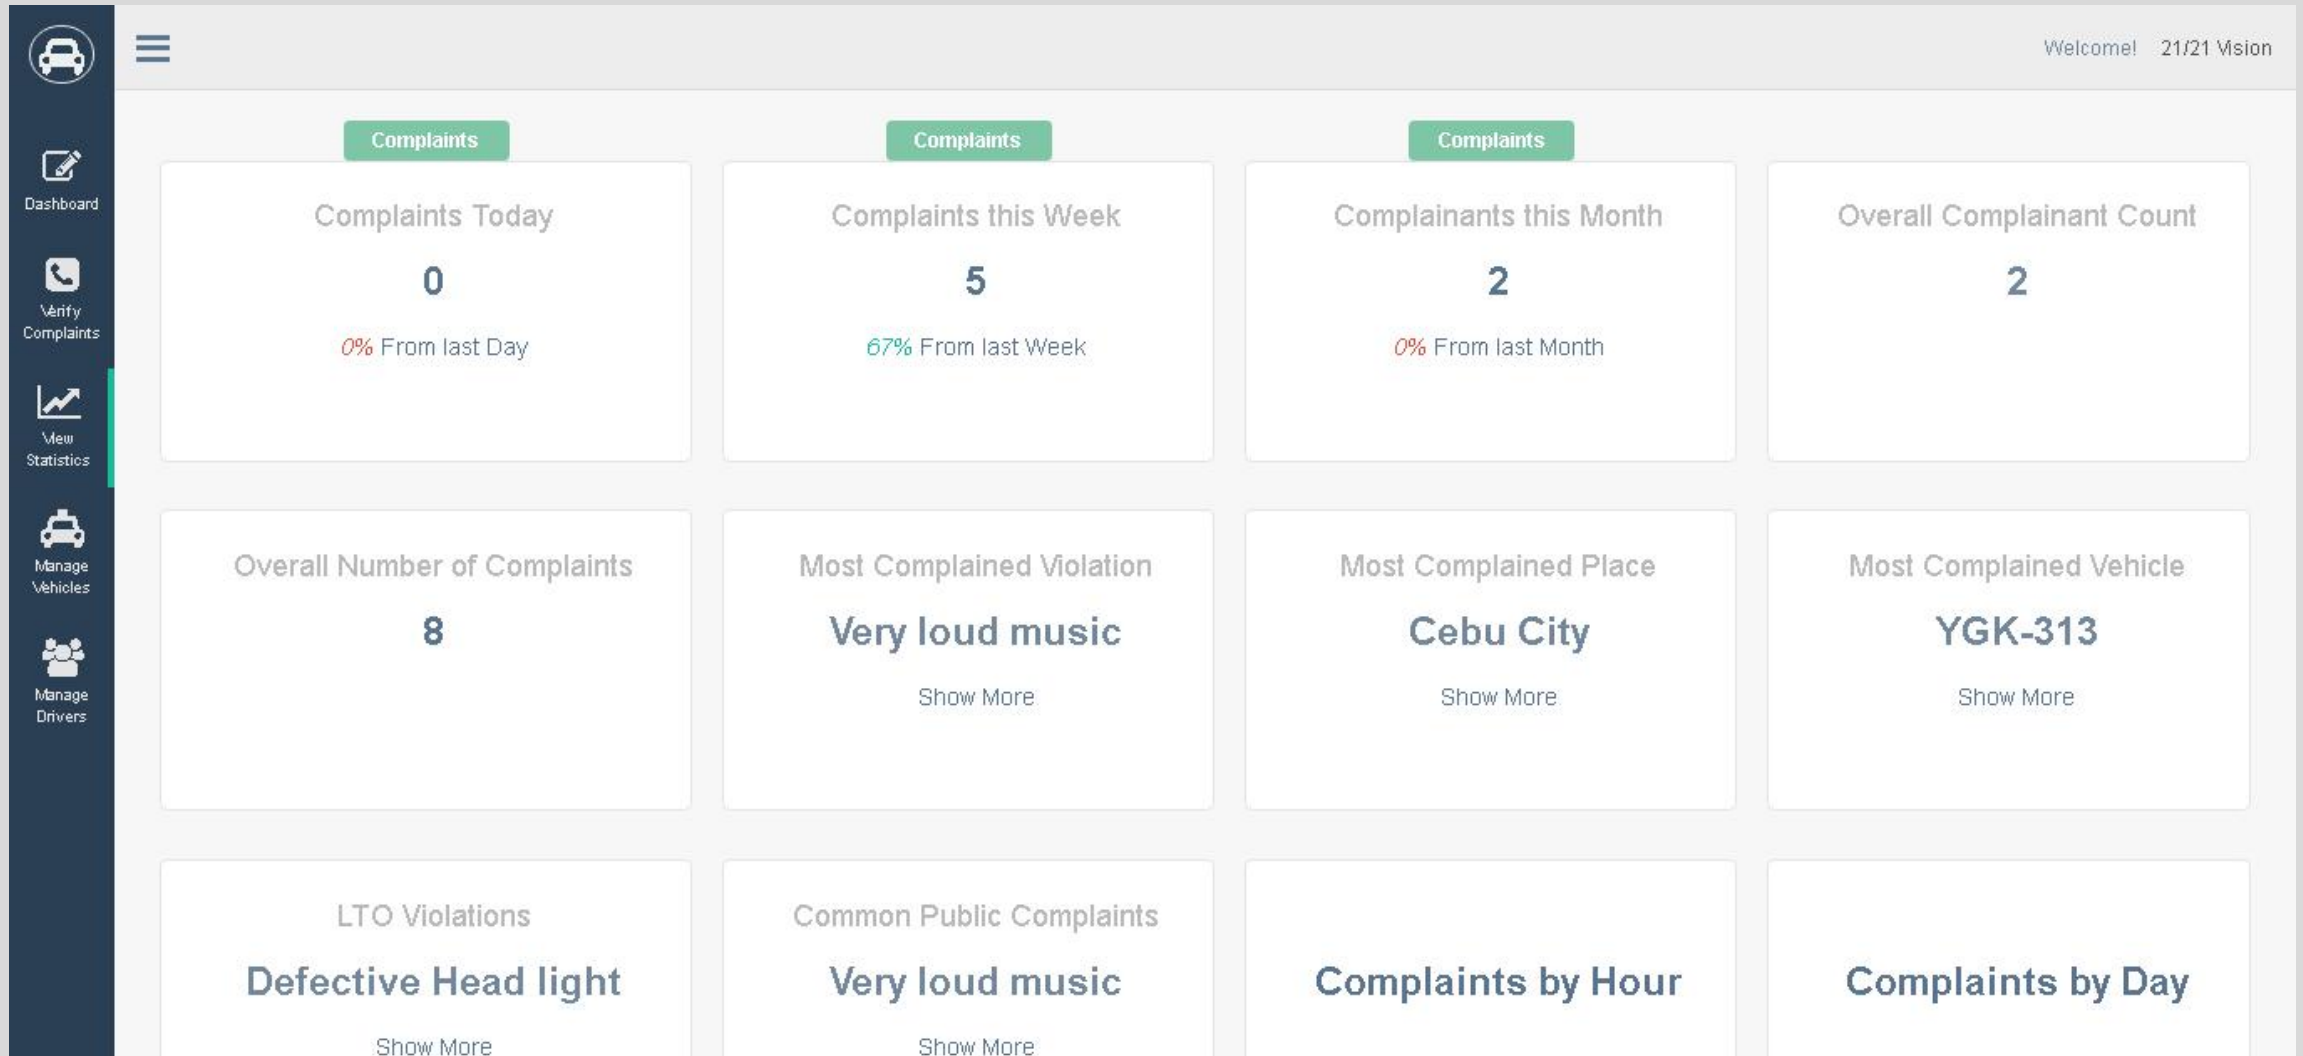 Welcome! 21/21 Vision
Dashboard
Verify
Complaints
View
Statistics
Manage
Vehicles
Manage
Drivers
Complaints
Complaints
Complaints
Complaints Today
0
0% From last Day
Complaints this Week
5
67% From last Week
Complainants this Month
2
0% From last Month
Overall Complainant Count
2
Overall Number of Complaints
8
Most Complained Violation
Very loud music
Show More
Most Complained Place
Cebu City
Show More
Most Complained Vehicle
YGK-313
Show More
LTO Violations
Defective Head light
Show More
Common Public Complaints
Very loud music
Show More
Complaints by Hour
Complaints by Day